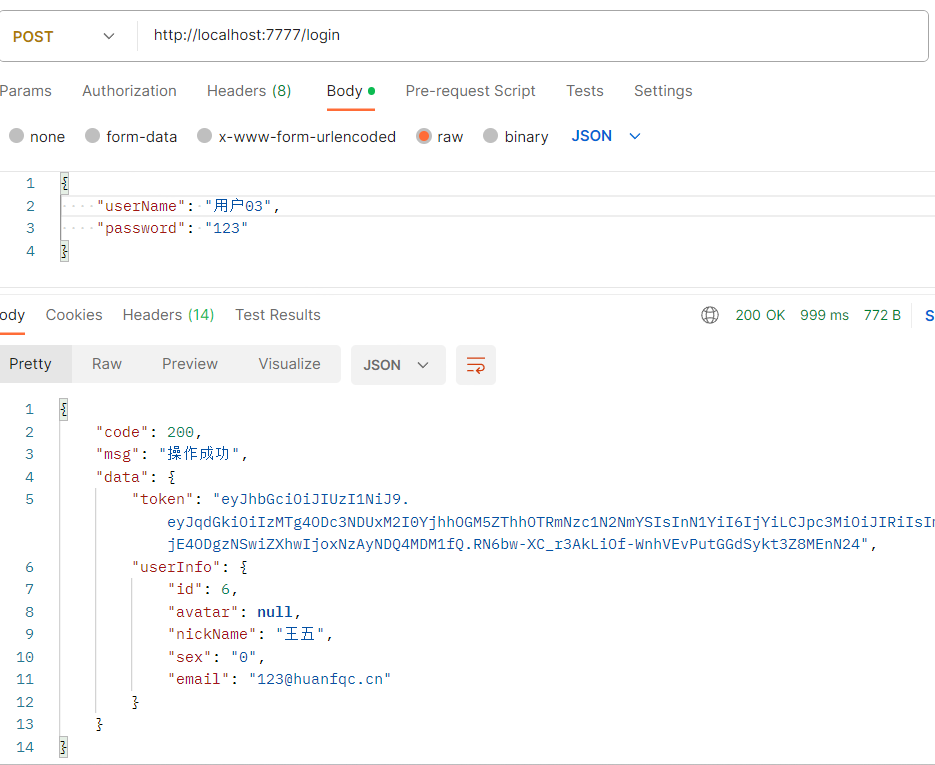 POST http://localhost:7777/login
Params Authorization Headers (8) Body Pre-request Script Tests Settings
none form-data x-www-form-urlencoded raw binary JSON
1 {
2 "userName": "用户03",
3 "password": "123"
4 }
ody Cookies Headers (14) Test Results 200 OK 999 ms 772 B S
Pretty Raw Preview Visualize JSON
1 {
2 "code": 200,
3 "msg": "操作成功",
4 "data": {
5 "token": "eyJhbGciOiJIUzI1NiJ9.
eyJqdGkiOiIzMTg4ODc3NDUxM2I0YjhhOGM5ZThhOTRmNzc1N2NmYSIsInN1YiI6IjYiLCJpc3MiOiJIRiIsIn
jE4ODgzNSwiZXhwIjoxNzAyNDQ4MDM1fQ.RN6bw-XC_r3AkLiOf-WnhVEvPutGGdSykt3Z8MEnN24",
6 "userInfo": {
7 "id": 6,
8 "avatar": null,
9 "nickName": "王五",
10 "sex": "0",
11 "email": "123@huanfqc.cn"
12 }
13 }
14 }